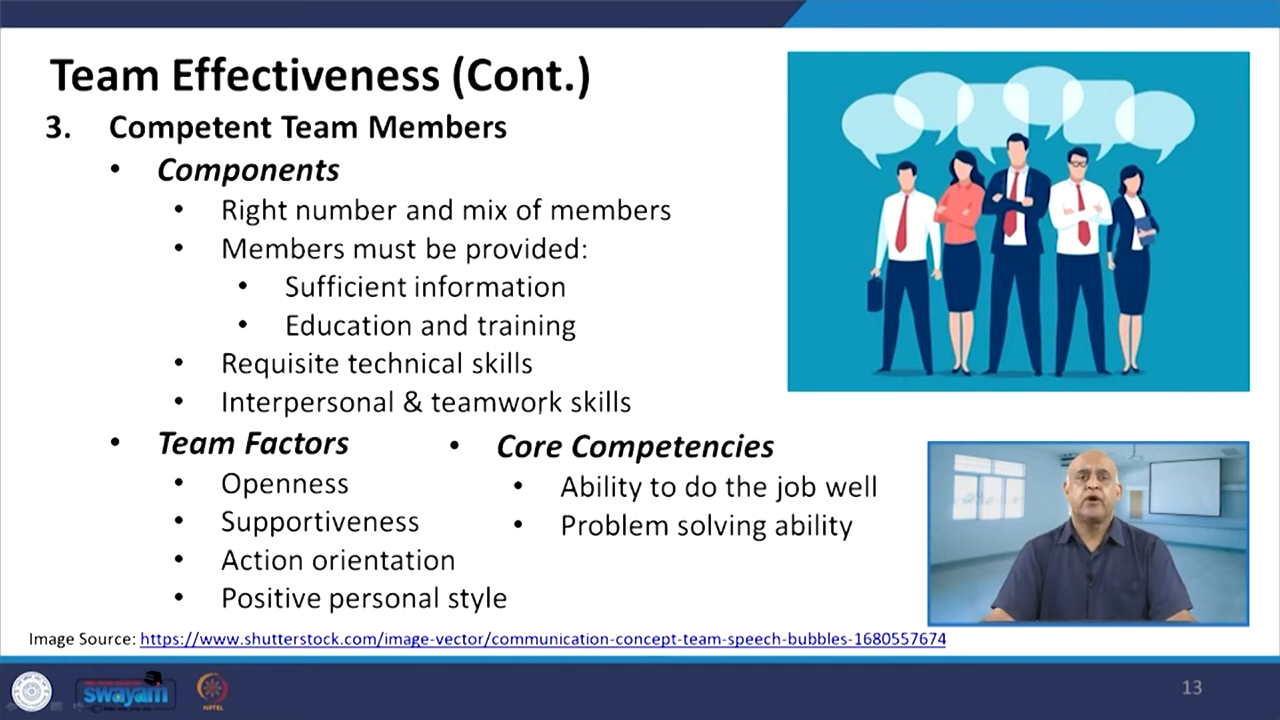 Team Effectiveness (Cont.)
3. Competent Team Members
• Components
• Right number and mix of members
• Members must be provided:
• Sufficient information
• Education and training
• Requisite technical skills
• Interpersonal & teamwork skills
• Team Factors
• Openness
• Supportiveness
• Action orientation
• Positive personal style
• Core Competencies
• Ability to do the job well
• Problem solving ability
Image Source: https://www.shutterstock.com/image-vector/communication-concept-team-speech-bubbles-1680557674
swayam
NPTEL
13